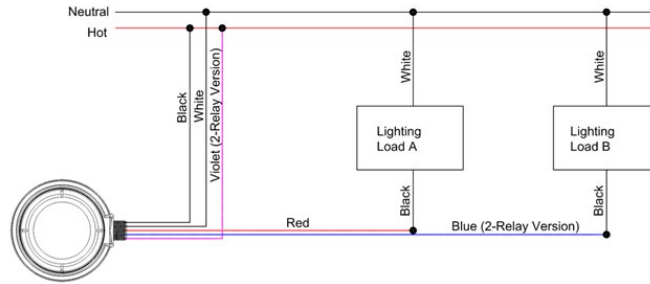 Neutral
Hot
Black
White
Violet (2-Relay Version)
White
White
Lighting
Load A
Lighting
Load B
Black
Black
Red
Blue (2-Relay Version)